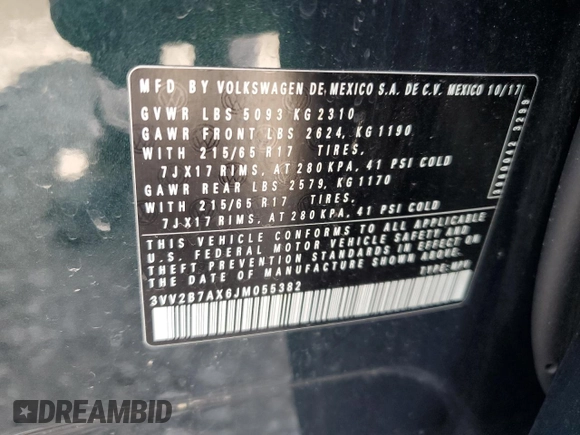 MFD BY VOLKSWAGEN DE MEXICO S.A. DE C.V. MEXICO 10/17
GVWR LBS 5093 KG 2310
GAWR FRONT LBS 2624, KG 1190
WITH 215/65 R17 TIRES,
7JX17 RIMS, AT 280 KPA, 41 PSI COLD
GAWR REAR LBS 2579, KG 1170
WITH 215/65 R17 TIRES,
7JX17 RIMS, AT 280 KPA, 41 PSI COLD
THIS VEHICLE CONFORMS TO ALL APPLICABLE
U.S. FEDERAL MOTOR VEHICLE SAFETY AND
THEFT PREVENTION STANDARDS IN EFFECT ON
THE DATE OF MANUFACTURE SHOWN ABOVE.
TYPE: MPV
3VV2B7AX6JM055382
DREAMBID